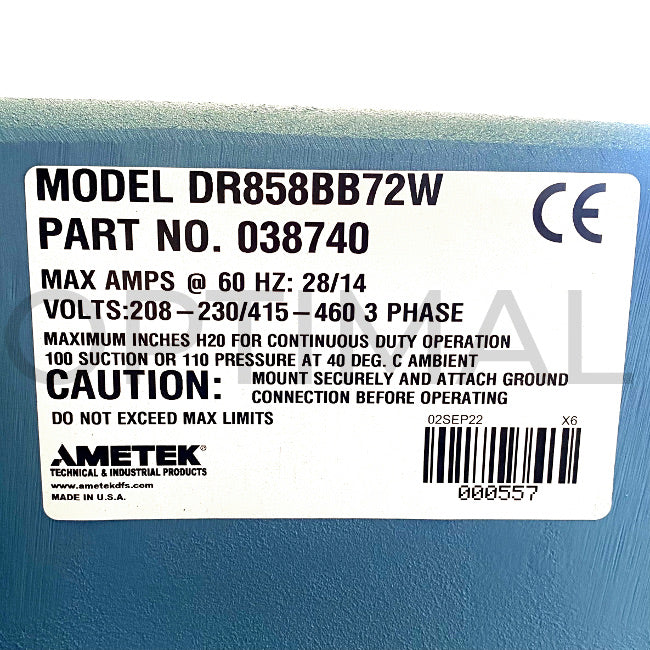 MODEL DR858BB72W
PART NO. 038740
CE
MAX AMPS @ 60 HZ: 28/14
VOLTS:208-230/415-460 3 PHASE
OPTIMAL
MAXIMUM INCHES H20 FOR CONTINUOUS DUTY OPERATION
100 SUCTION OR 110 PRESSURE AT 40 DEG. C AMBIENT
CAUTION: MOUNT SECURELY AND ATTACH GROUND
CONNECTION BEFORE OPERATING
DO NOT EXCEED MAX LIMITS
02SEP22 X6
AMETEK®
TECHNICAL & INDUSTRIAL PRODUCTS
www.ametekdfs.com
MADE IN U.S.A.
000557